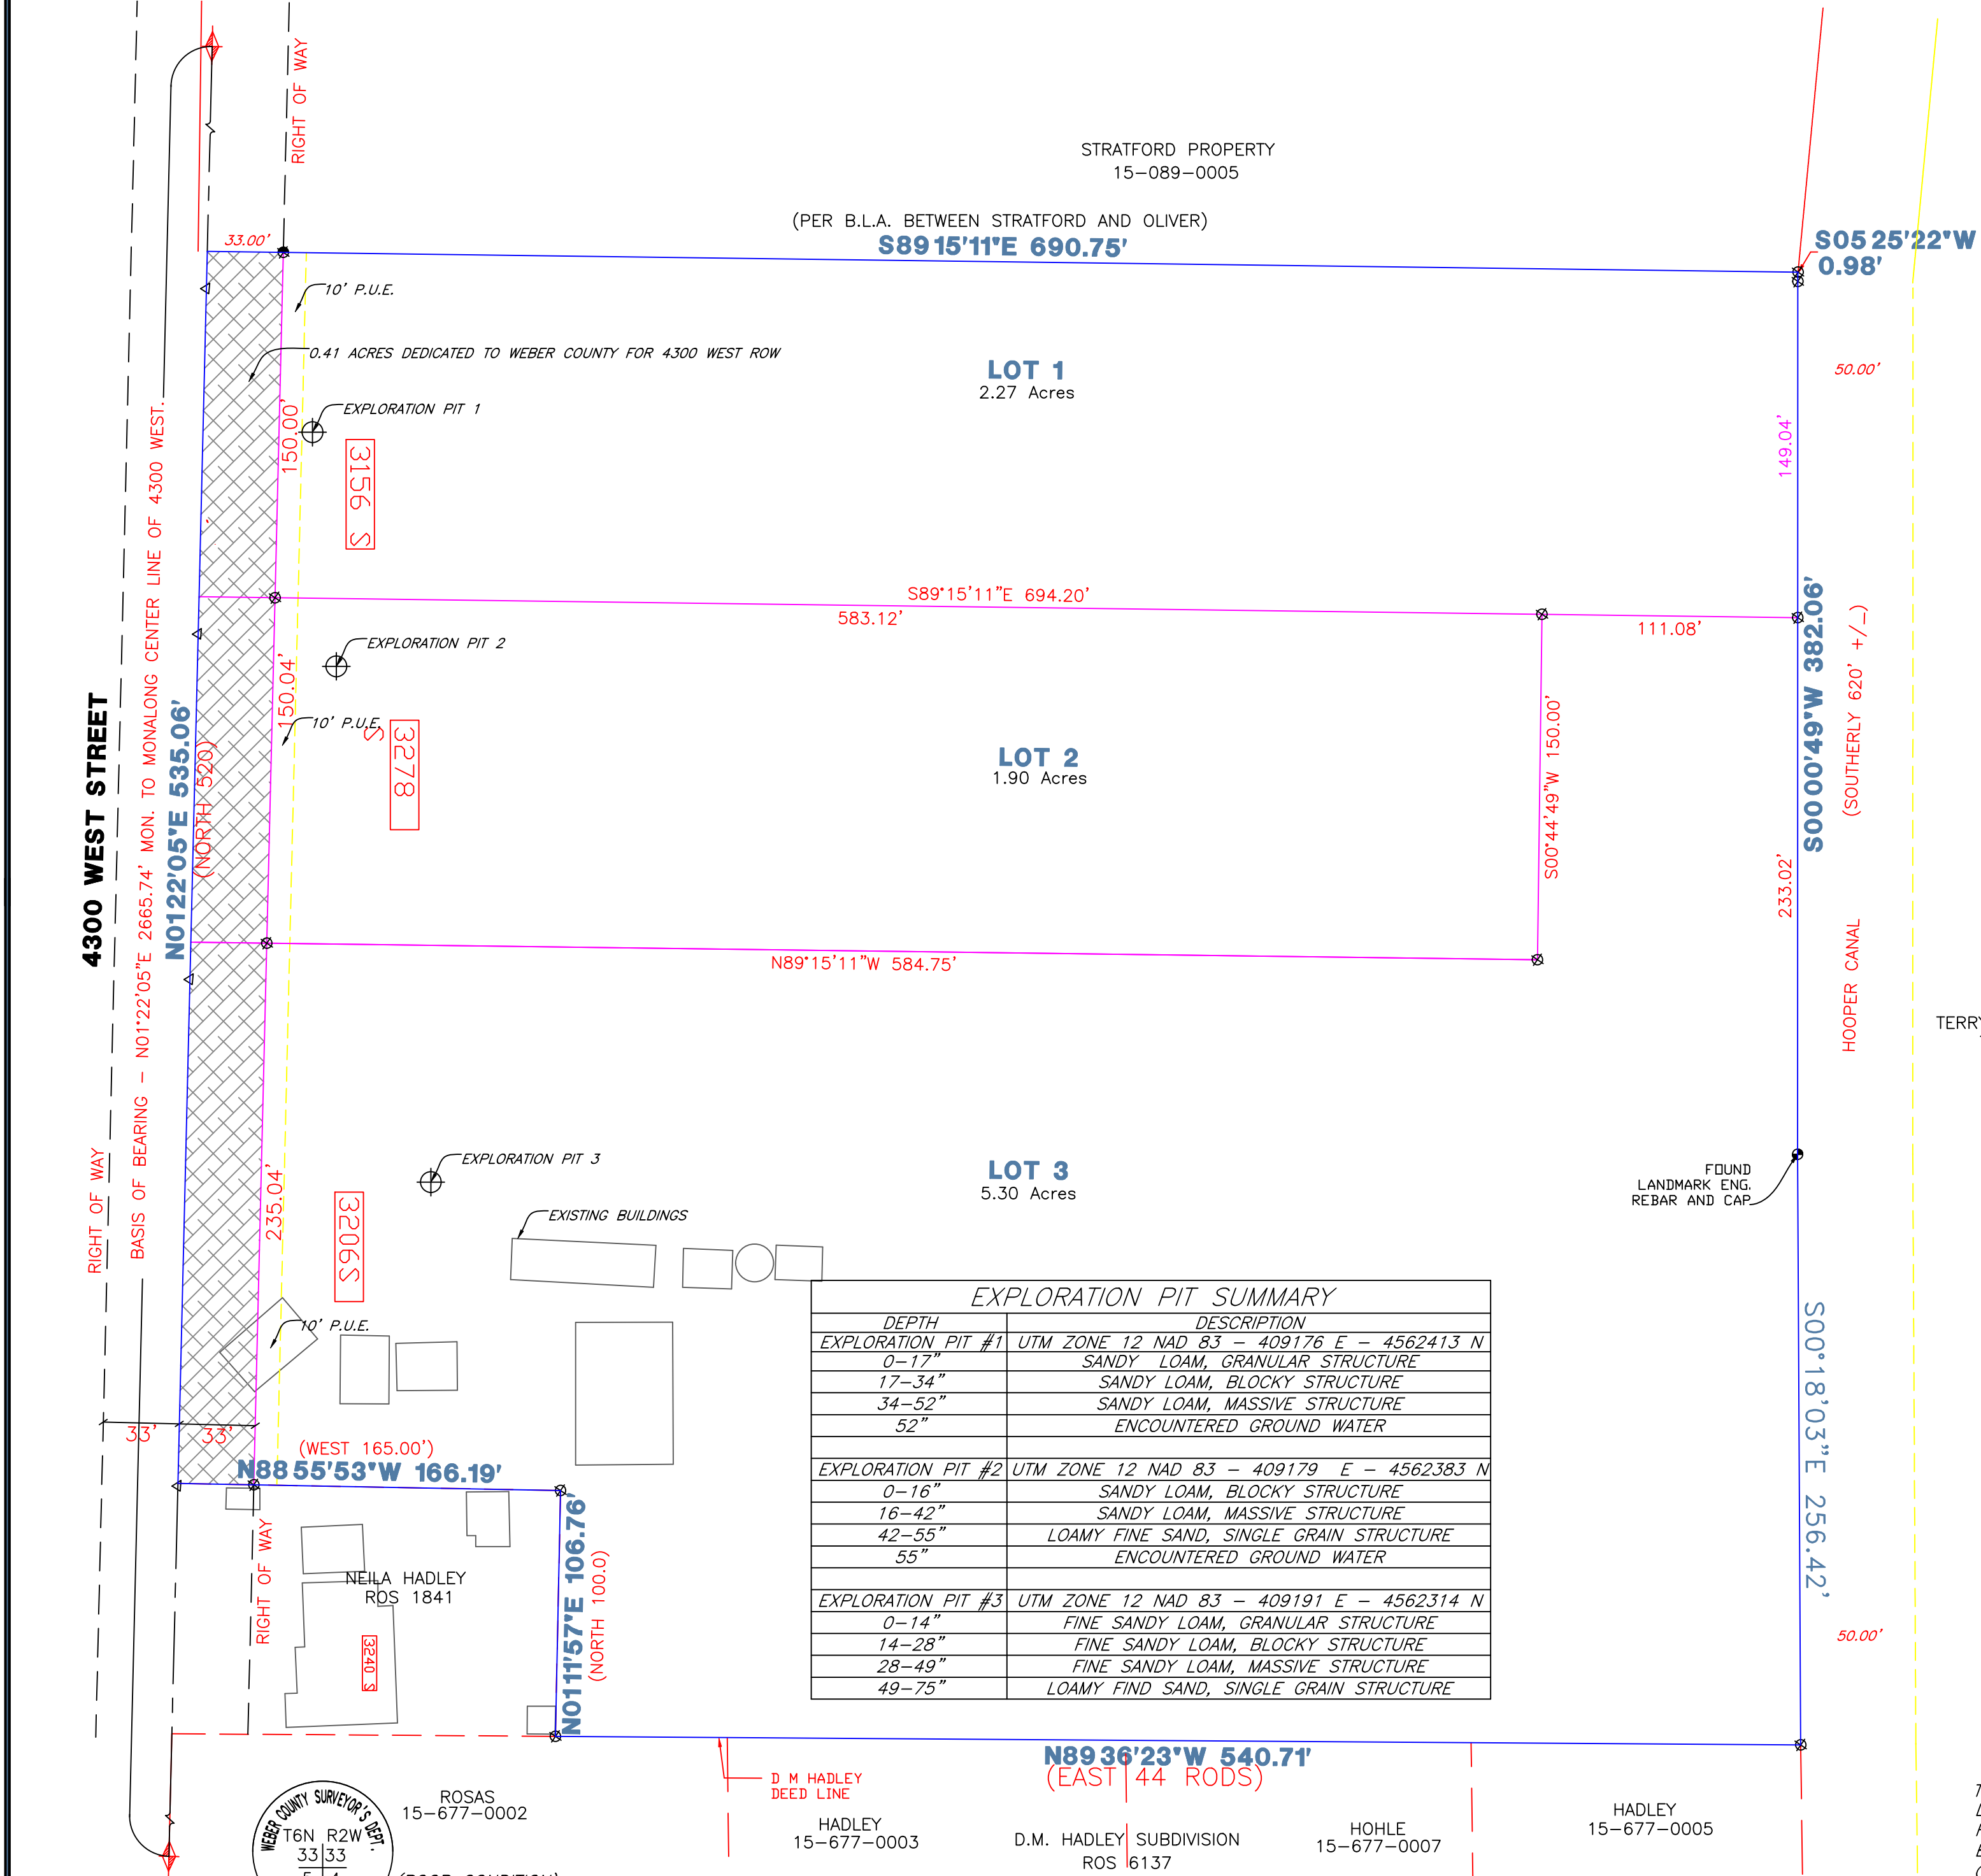 RIGHT OF WAY
STRATFORD PROPERTY
15-089-0005
(PER B.L.A. BETWEEN STRATFORD AND OLIVER)
S89 15'11"E 690.75'
S05 25'22"W
0.98'
33.00'
10' P.U.E.
0.41 ACRES DEDICATED TO WEBER COUNTY FOR 4300 WEST ROW
LOT 1
2.27 Acres
50.00'
EXPLORATION PIT 1
150.00'
149.04'
3156 S
S89°15'11"E 694.20'
583.12'
111.08'
EXPLORATION PIT 2
150.04'
10' P.U.E.
3278
S
LOT 2
1.90 Acres
S00°44'49"W 150.00'
S00 00'49"W 382.06'
(SOUTHERLY 620' +/_)
233.02'
4300 WEST STREET
BASIS OF BEARING - N01°22'05"E 2665.74' MON. TO MONALONG CENTER LINE OF 4300 WEST.
N01 22'05"E 535.06'
(NORTH 520)
N89°15'11"W 584.75'
HOOPER CANAL
TERRY
RIGHT OF WAY
EXPLORATION PIT 3
235.04'
3206S
LOT 3
5.30 Acres
FOUND
LANDMARK ENG.
REBAR AND CAP
EXISTING BUILDINGS
10' P.U.E.
EXPLORATION PIT SUMMARY
DEPTH DESCRIPTION
EXPLORATION PIT #1 UTM ZONE 12 NAD 83 - 409176 E - 4562413 N
0-17" SANDY LOAM, GRANULAR STRUCTURE
17-34" SANDY LOAM, BLOCKY STRUCTURE
34-52" SANDY LOAM, MASSIVE STRUCTURE
52" ENCOUNTERED GROUND WATER
EXPLORATION PIT #2 UTM ZONE 12 NAD 83 - 409179 E - 4562383 N
0-16" SANDY LOAM, BLOCKY STRUCTURE
16-42" SANDY LOAM, MASSIVE STRUCTURE
42-55" LOAMY FINE SAND, SINGLE GRAIN STRUCTURE
55" ENCOUNTERED GROUND WATER
EXPLORATION PIT #3 UTM ZONE 12 NAD 83 - 409191 E - 4562314 N
0-14" FINE SANDY LOAM, GRANULAR STRUCTURE
14-28" FINE SANDY LOAM, BLOCKY STRUCTURE
28-49" FINE SANDY LOAM, MASSIVE STRUCTURE
49-75" LOAMY FIND SAND, SINGLE GRAIN STRUCTURE
S00°18'03"E 256.42'
50.00'
33'
33'
(WEST 165.00')
N88 55'53"W 166.19'
RIGHT OF WAY
NEILA HADLEY
ROS 1841
3240 S
N01 11'57"E 106.76'
(NORTH 100.0)
N89 36'23"W 540.71'
(EAST 44 RODS)
D M HADLEY
DEED LINE
WEBER COUNTY SURVEYOR'S DEPT.
T6N R2W
33 33
ROSAS
15-677-0002
HADLEY
15-677-0003
D.M. HADLEY SUBDIVISION
ROS 6137
HOHLE
15-677-0007
HADLEY
15-677-0005